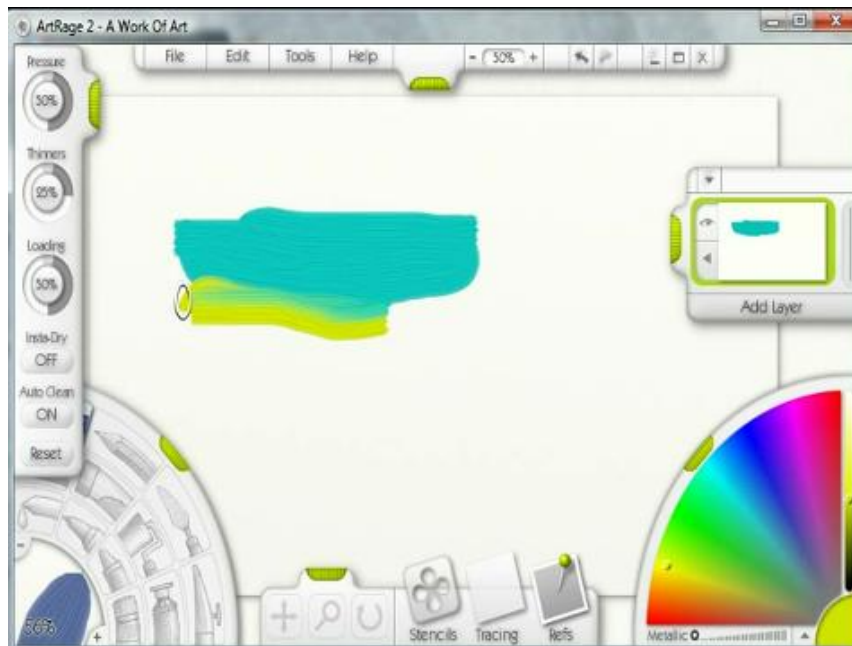 ArtRage 2 - A Work Of Art
File Edit Tools Help - 50% +
Pressure
50%
Thinners
25%
Loading
50%
Insta-Dry
OFF
Auto Clean
ON
Reset
Add Layer
56%
Stencils Tracing Refs
Metallic